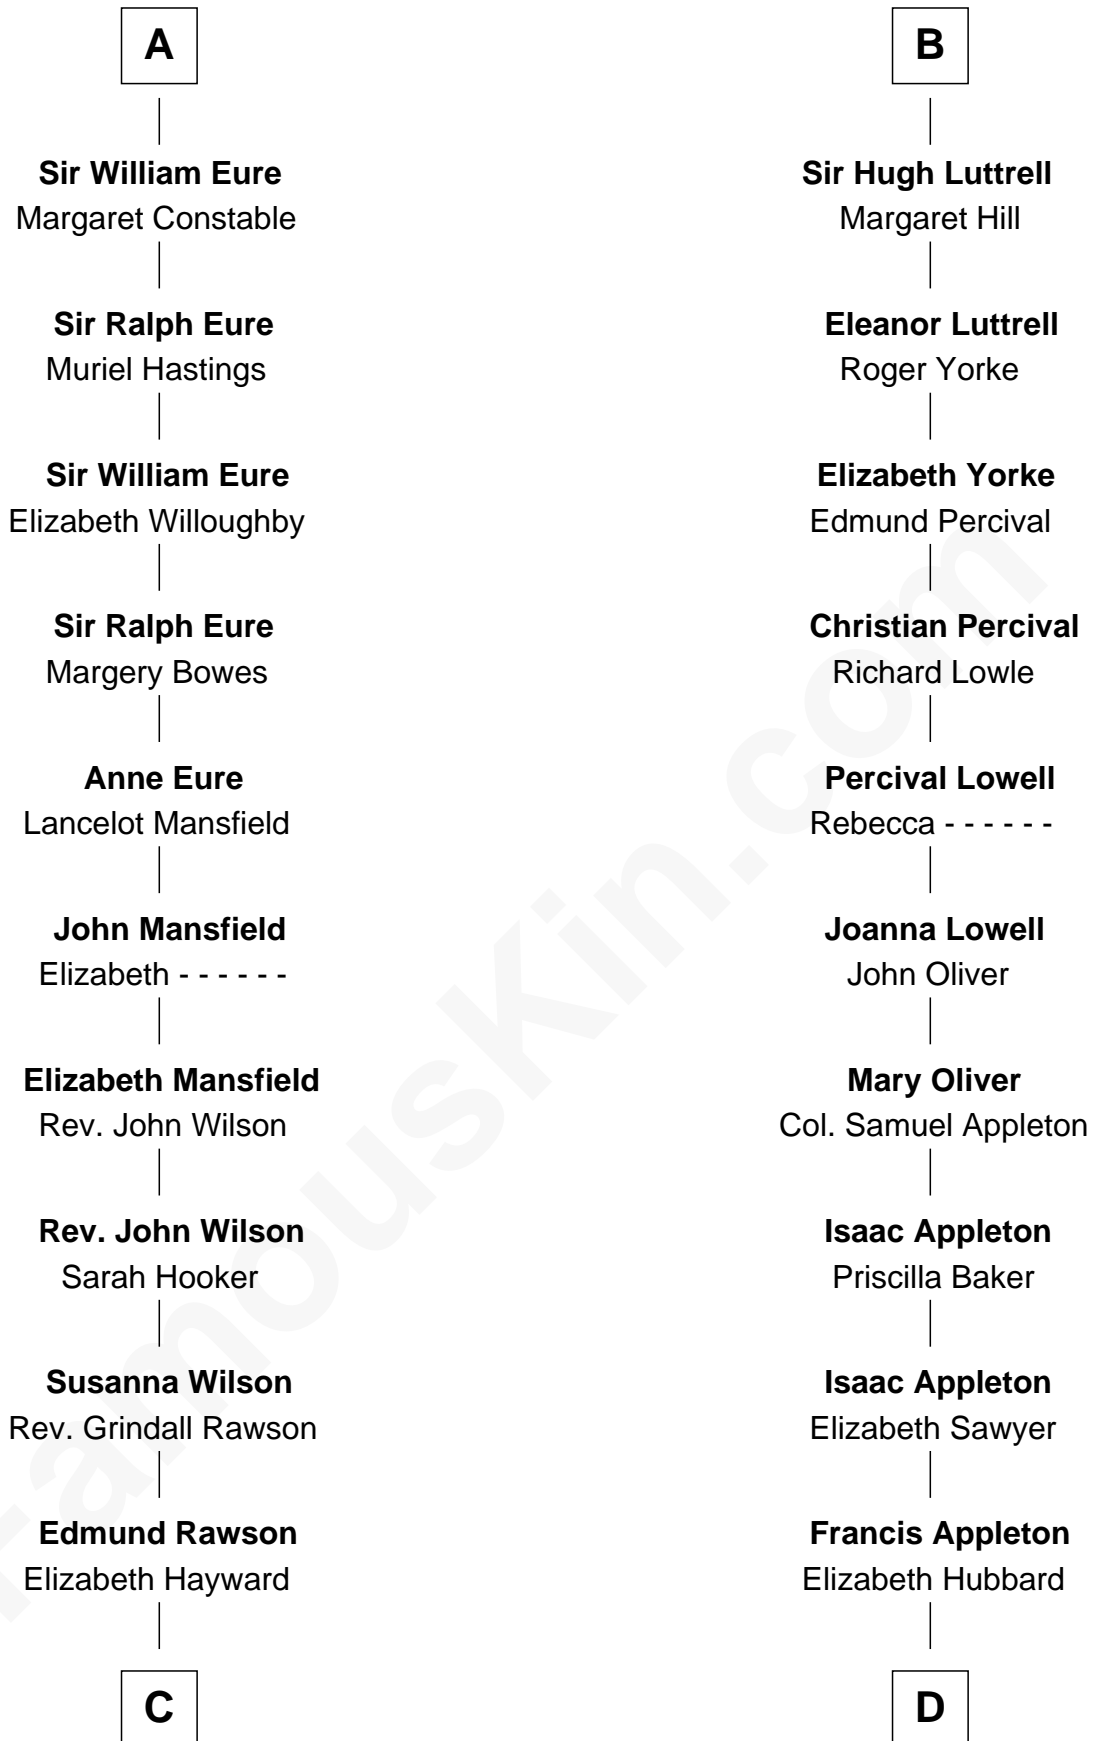 A
Sir William Eure
Margaret Constable
Sir Ralph Eure
Muriel Hastings
Sir William Eure
Elizabeth Willoughby
Sir Ralph Eure
Margery Bowes
Anne Eure
Lancelot Mansfield
John Mansfield
Elizabeth - - - - - -
Elizabeth Mansfield
Rev. John Wilson
Rev. John Wilson
Sarah Hooker
Susanna Wilson
Rev. Grindall Rawson
Edmund Rawson
Elizabeth Hayward
C
B
Sir Hugh Luttrell
Margaret Hill
Eleanor Luttrell
Roger Yorke
Elizabeth Yorke
Edmund Percival
Christian Percival
Richard Lowle
Percival Lowell
Rebecca - - - - - -
Joanna Lowell
John Oliver
Mary Oliver
Col. Samuel Appleton
Isaac Appleton
Priscilla Baker
Isaac Appleton
Elizabeth Sawyer
Francis Appleton
Elizabeth Hubbard
D
FamousKin.com